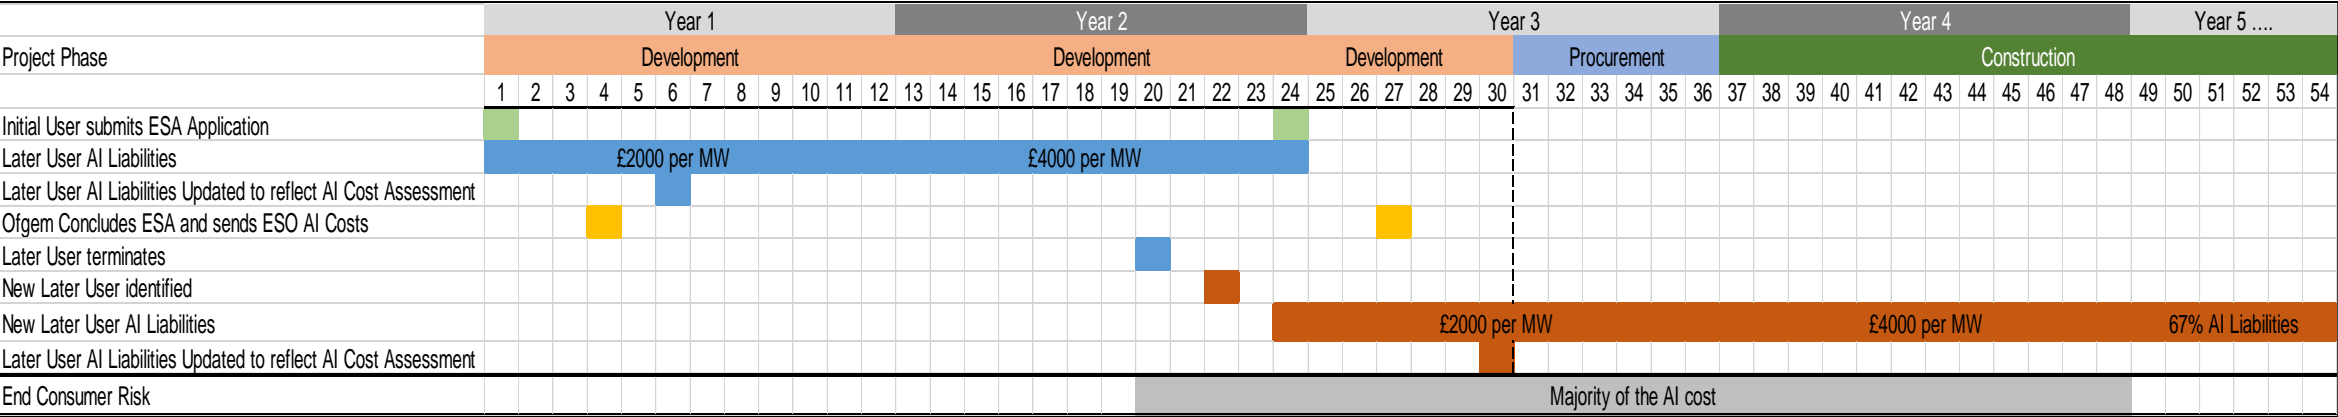 Year 1 Year 2 Year 3 Year 4 Year 5 ....
Project Phase Development Development Development Procurement Construction
1 2 3 4 5 6 7 8 9 10 11 12 13 14 15 16 17 18 19 20 21 22 23 24 25 26 27 28 29 30 31 32 33 34 35 36 37 38 39 40 41 42 43 44 45 46 47 48 49 50 51 52 53 54
Initial User submits ESA Application
Later User AI Liabilities £2000 per MW £4000 per MW
Later User AI Liabilities Updated to reflect AI Cost Assessment
Ofgem Concludes ESA and sends ESO AI Costs
Later User terminates
New Later User identified
New Later User AI Liabilities £2000 per MW £4000 per MW 67% AI Liabilities
Later User AI Liabilities Updated to reflect AI Cost Assessment
End Consumer Risk Majority of the AI cost